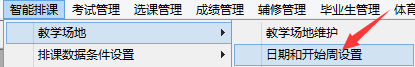 智能排课 考试管理 选课管理 成绩管理 辅修管理 毕业生管理 体育
教学场地 教学场地维护
排课数据条件设置 日期和开始周设置